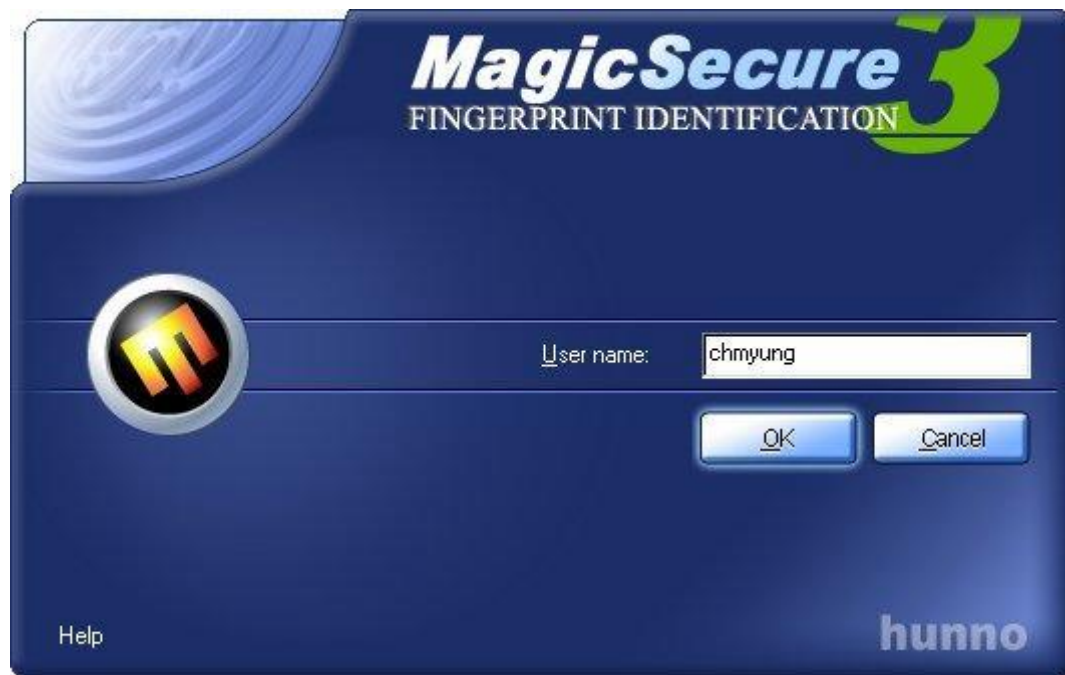 MagicSecure 3
FINGERPRINT IDENTIFICATION
User name: chmyung
OK Cancel
Help
hunno